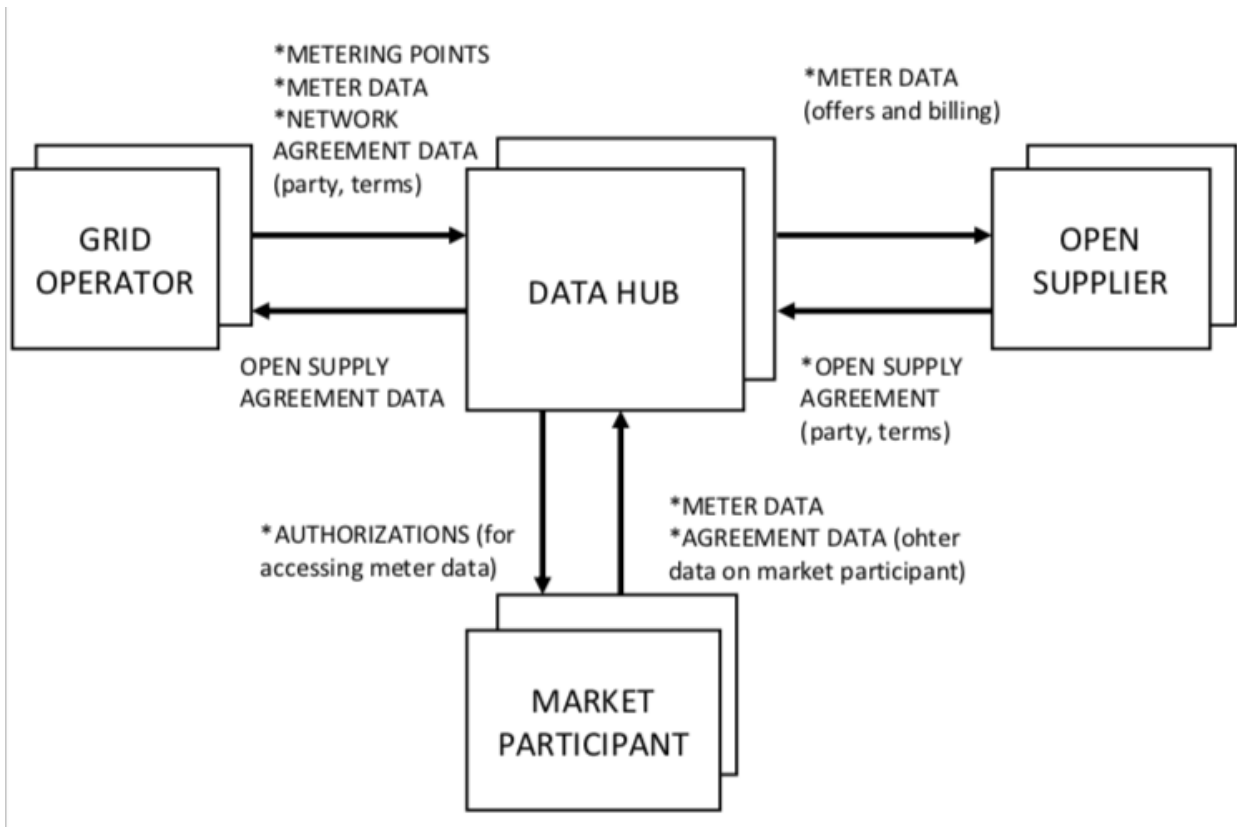 *METERING POINTS
*METER DATA
*NETWORK
AGREEMENT DATA
(party, terms)
*METER DATA
(offers and billing)
GRID
OPERATOR
DATA HUB
OPEN
SUPPLIER
OPEN SUPPLY
AGREEMENT DATA
*OPEN SUPPLY
AGREEMENT
(party, terms)
*AUTHORIZATIONS (for
accessing meter data)
*METER DATA
*AGREEMENT DATA (ohter
data on market participant)
MARKET
PARTICIPANT